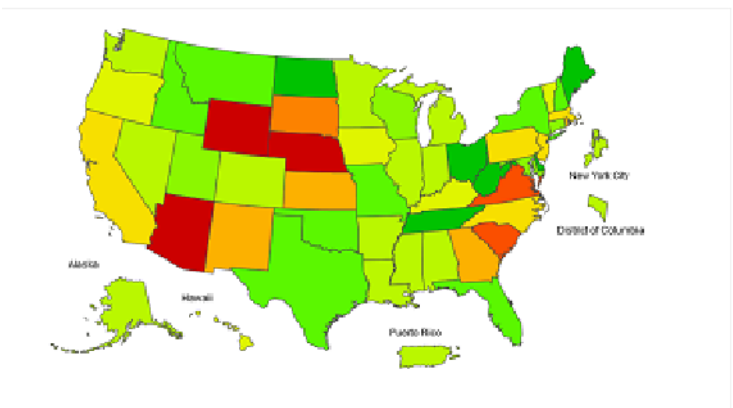 New York City
District of Columbia
Alaska
Hawaii
Puerto Rico